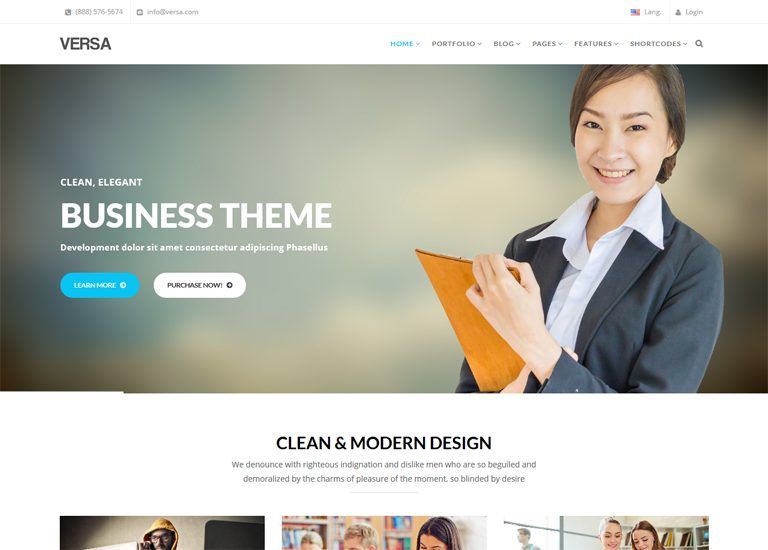 (888) 576-5674
info@versa.com
Lang.
Login
VERSA
HOME
PORTFOLIO
BLOG
PAGES
FEATURES
SHORTCODES
CLEAN, ELEGANT
BUSINESS THEME
Development dolor sit amet consectetur adipiscing Phasellus
LEARN MORE
PURCHASE NOW!
CLEAN & MODERN DESIGN
We denounce with righteous indignation and dislike men who are so beguiled and
demoralized by the charms of pleasure of the moment, so blinded by desire